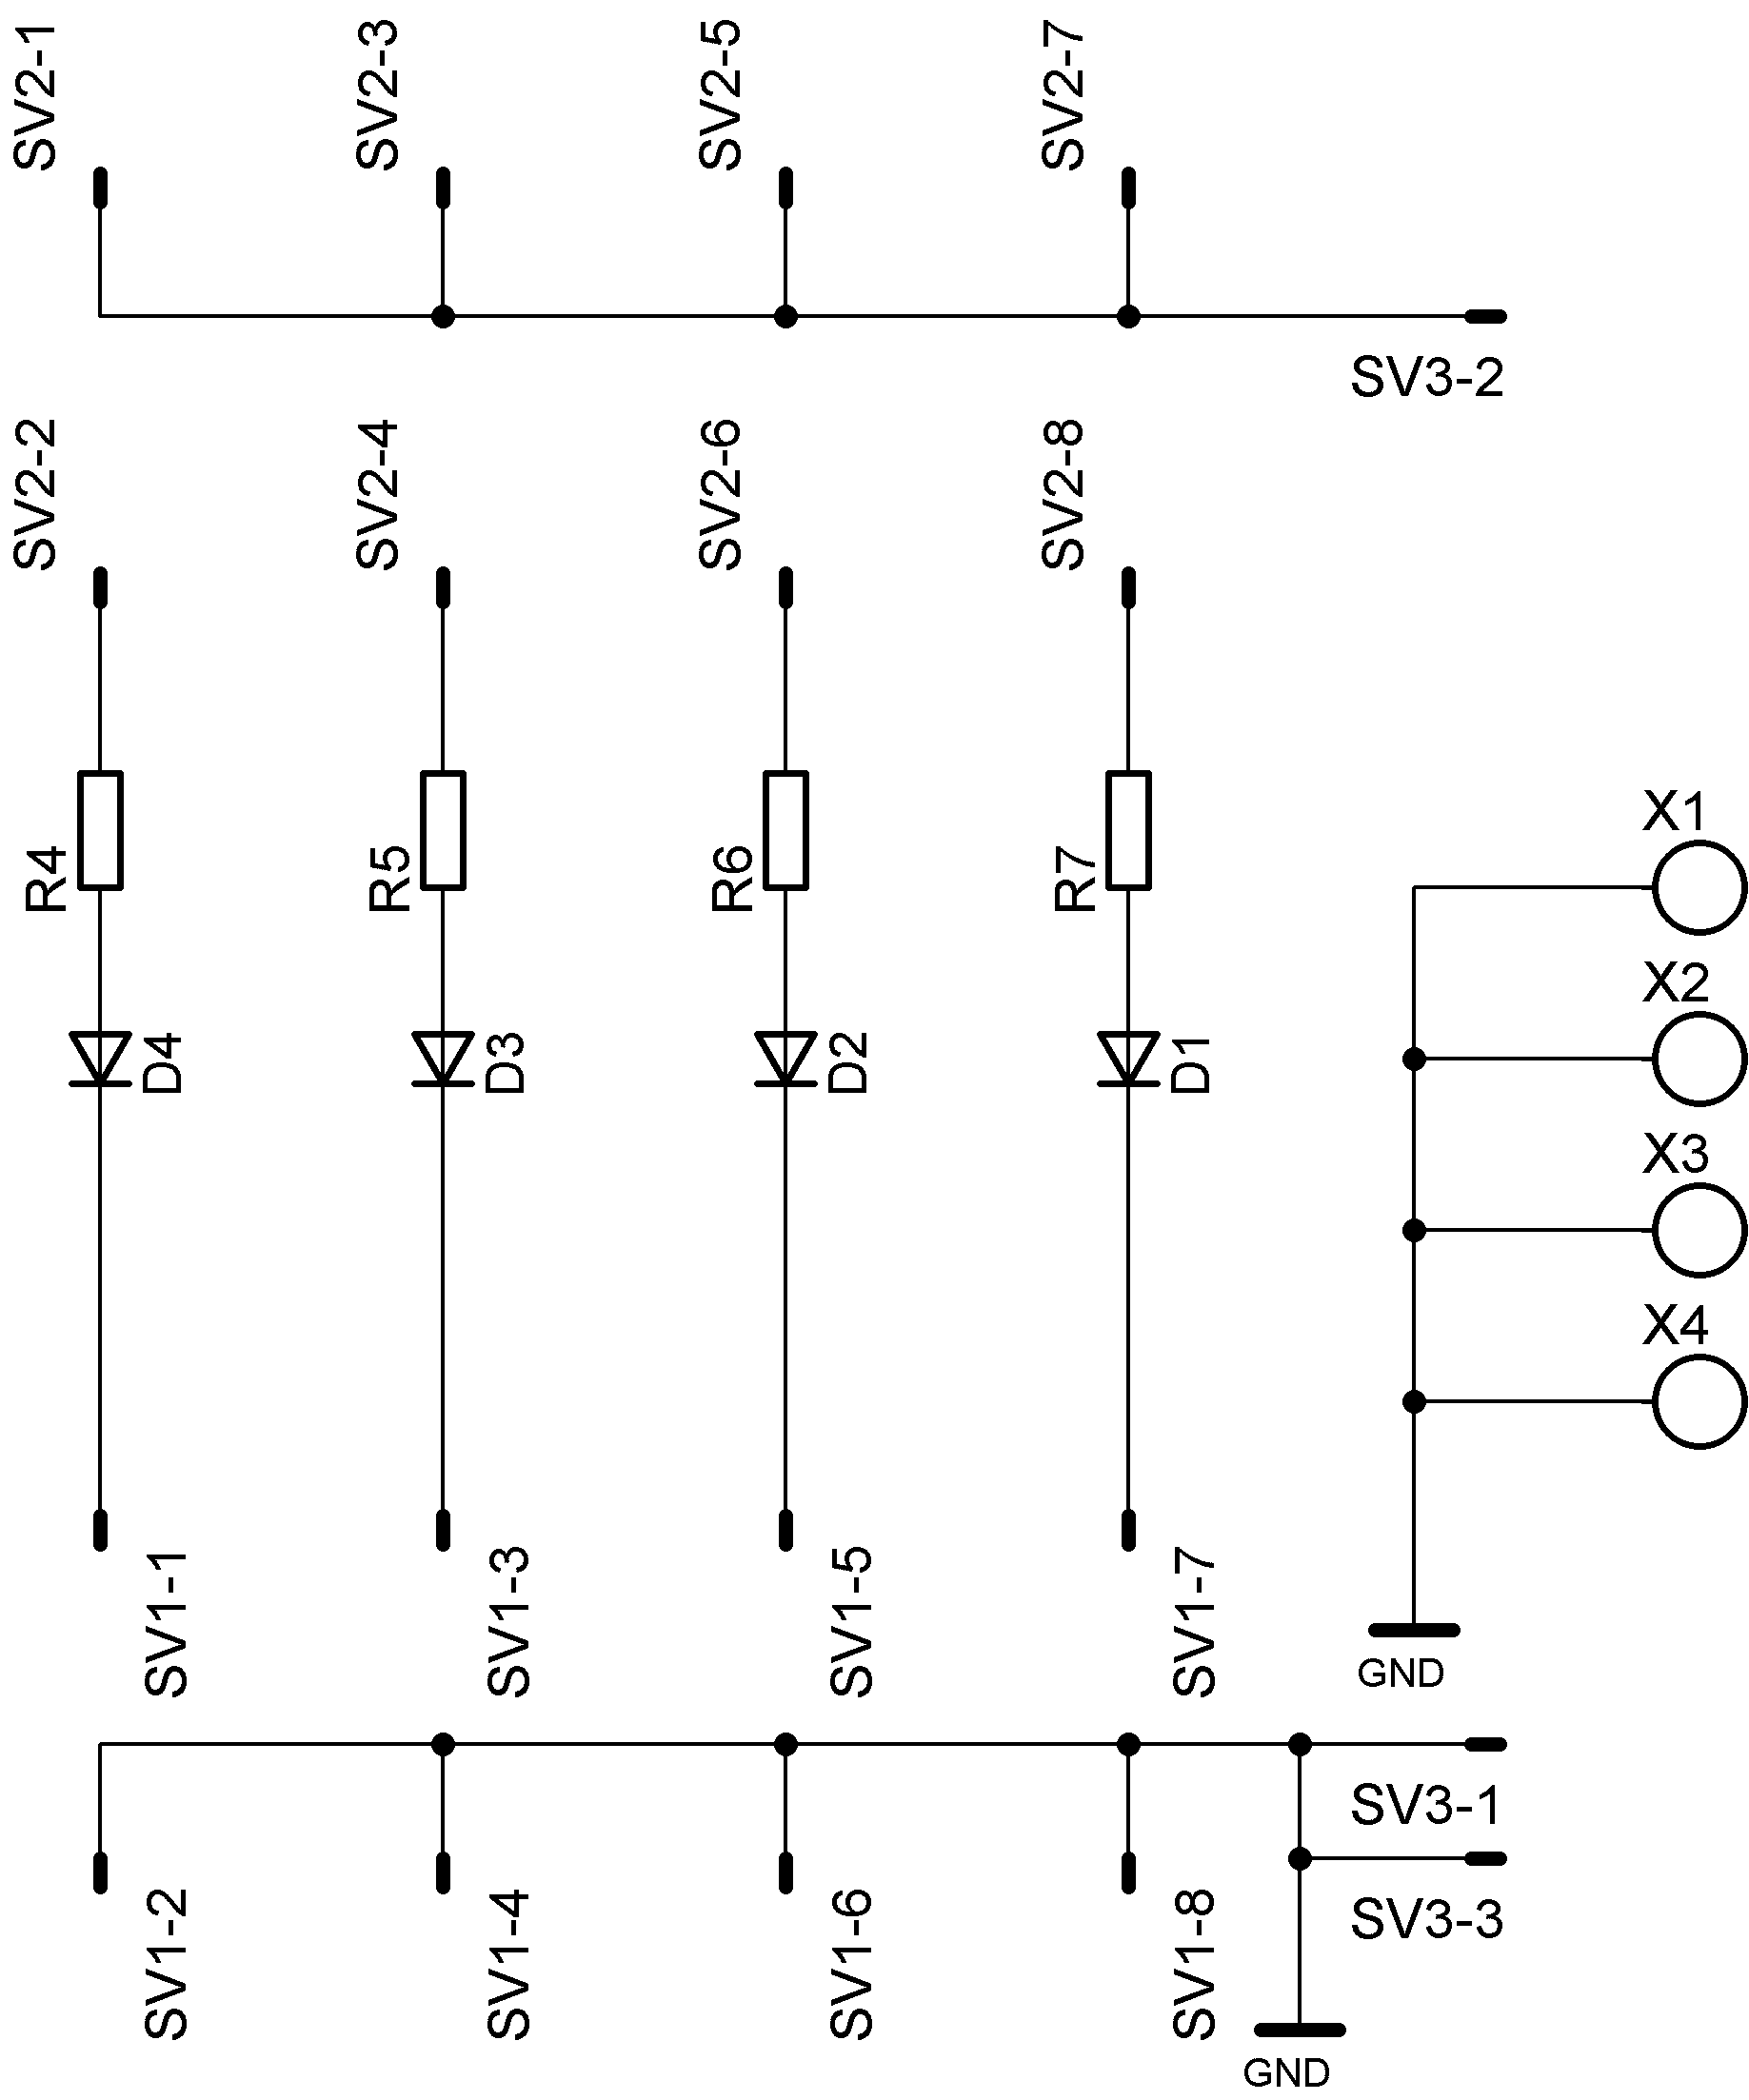 SV2-1
SV2-3
SV2-5
SV2-7
SV3-2
SV2-2
SV2-4
SV2-6
SV2-8
R4
R5
R6
R7
X1
X2
D4
D3
D2
D1
X3
X4
SV1-1
SV1-3
SV1-5
SV1-7
GND
SV3-1
SV3-3
SV1-2
SV1-4
SV1-6
SV1-8
GND